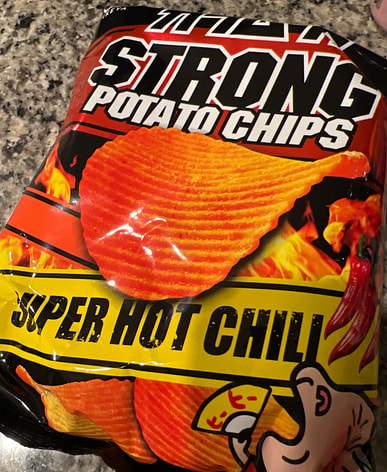 STRONG
POTATO CHIPS
SUPER HOT CHILI